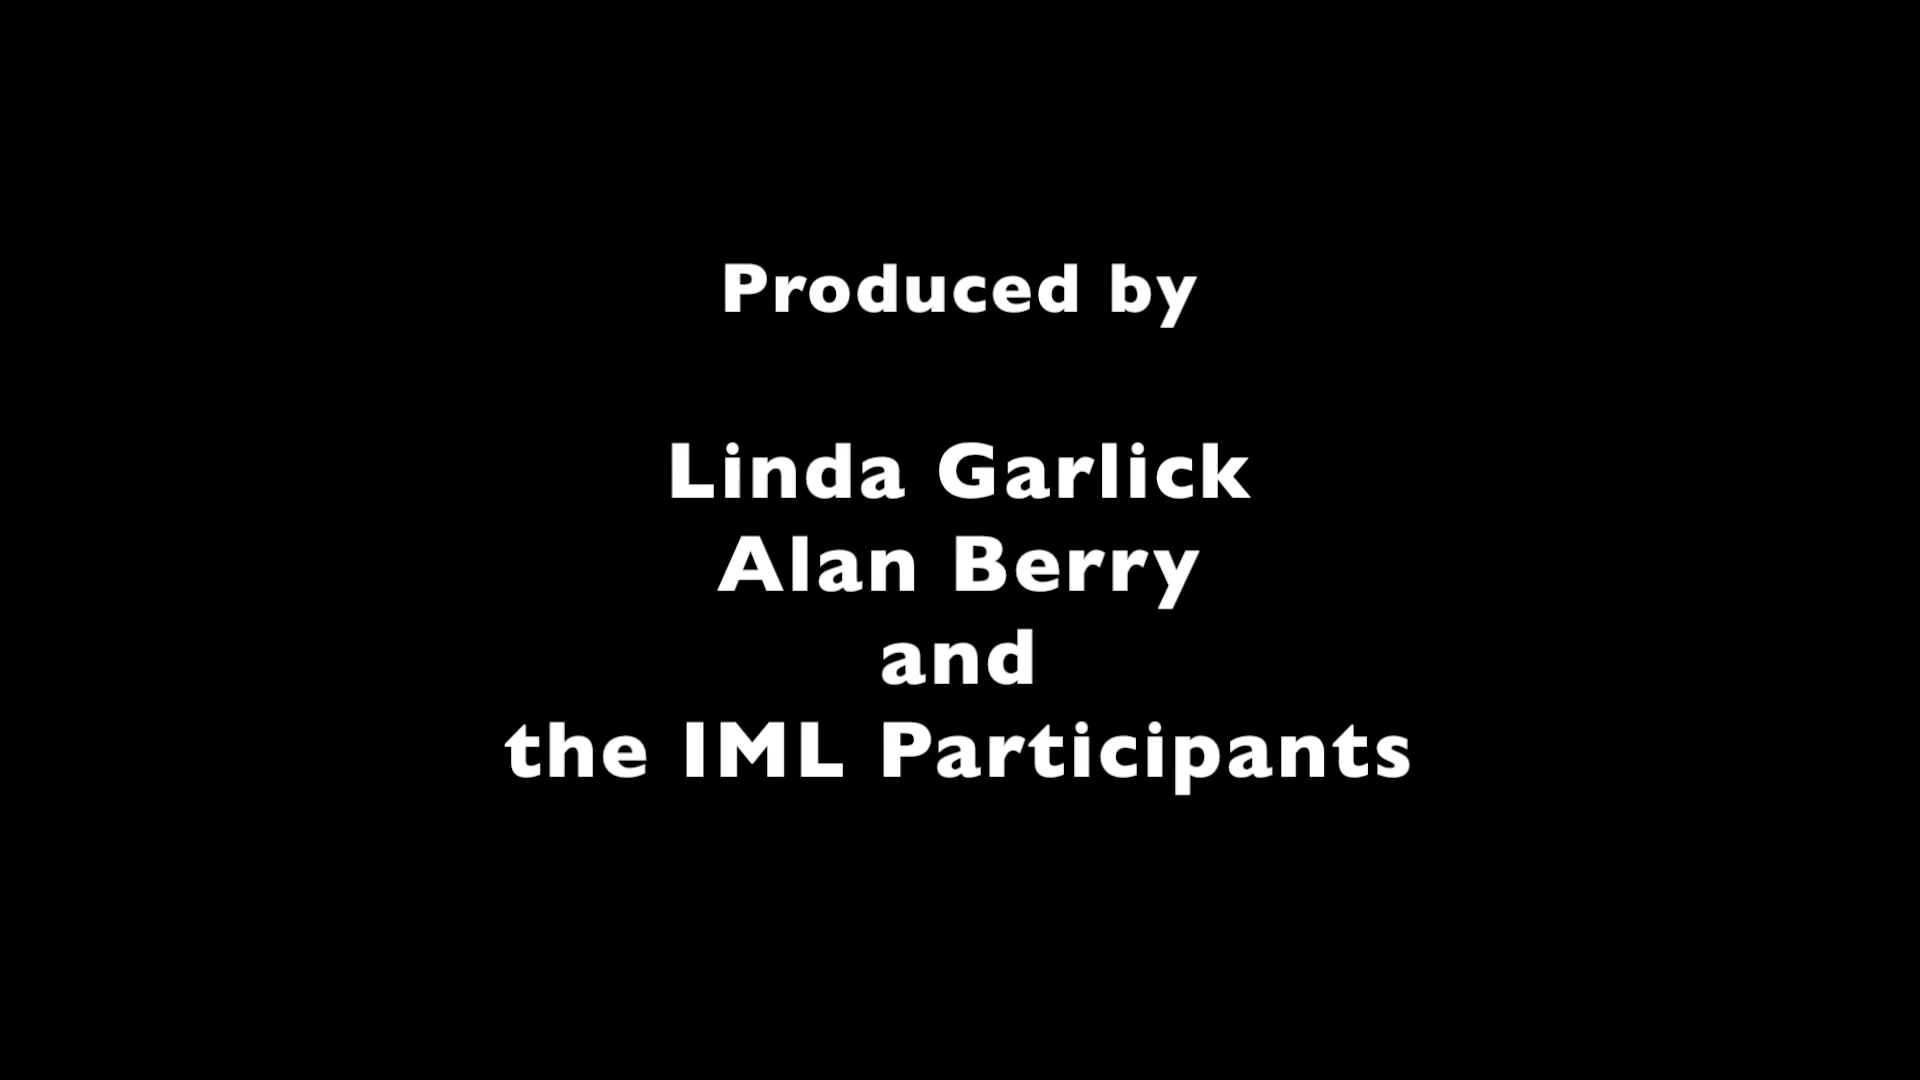 Produced by
Linda Garlick
Alan Berry
and
the IML Participants